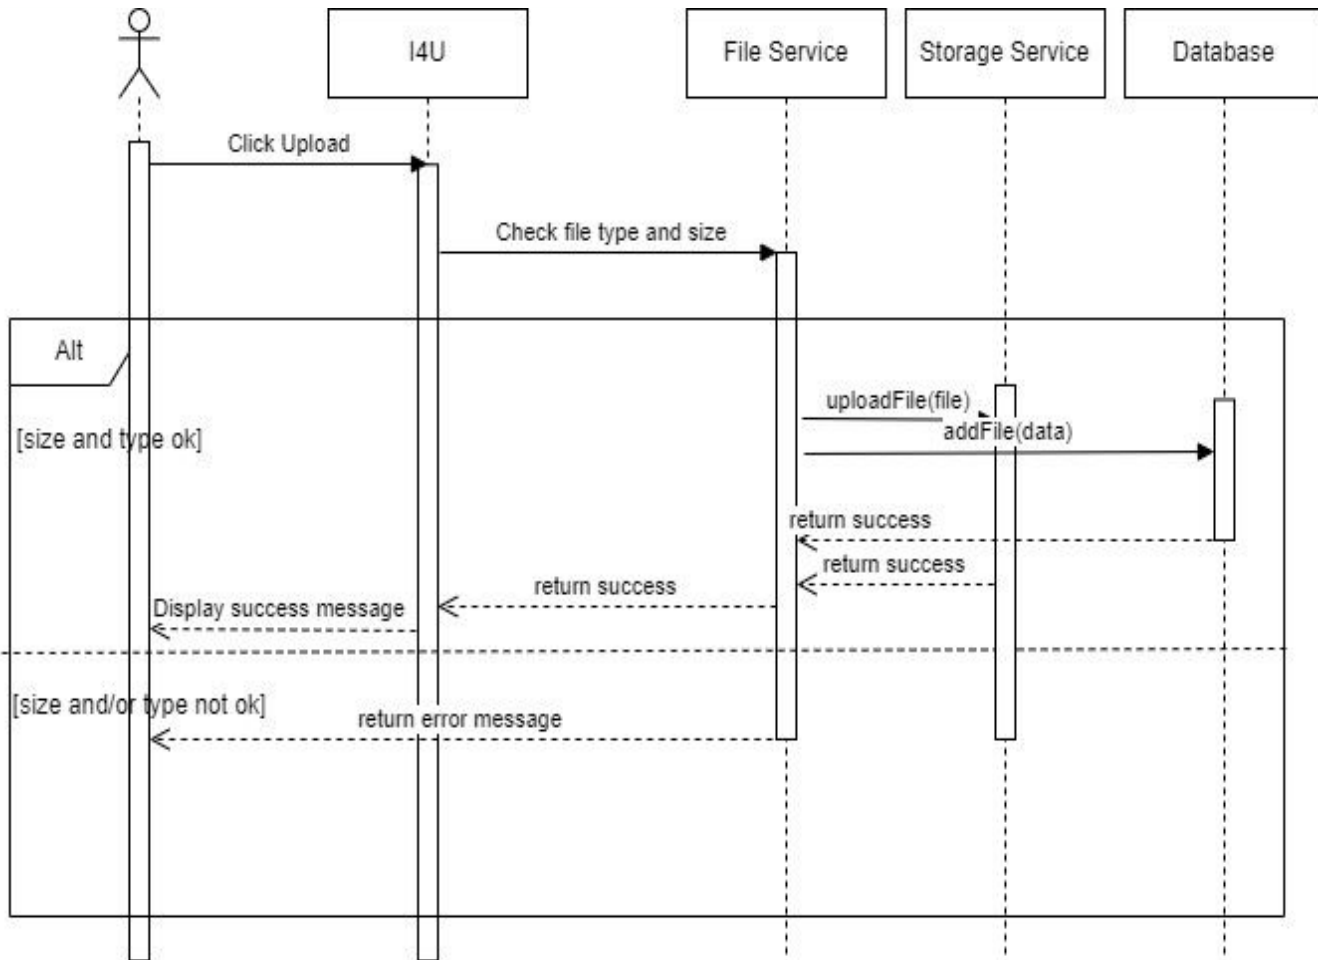 I4U
File Service
Storage Service
Database
Click Upload
Check file type and size
Alt
uploadFile(file)
[size and type ok]
addFile(data)
return success
return success
return success
Display success message
[size and/or type not ok]
return error message